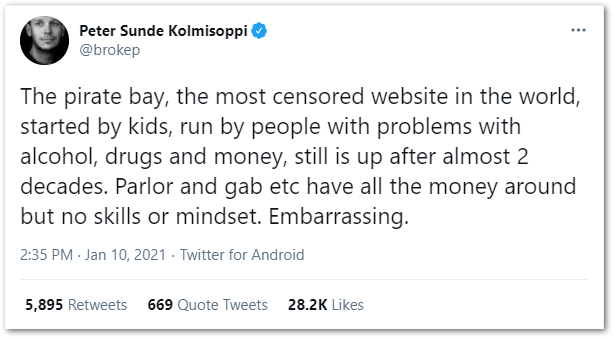 Peter Sunde Kolmisoppi
@brokep
The pirate bay, the most censored website in the world,
started by kids, run by people with problems with
alcohol, drugs and money, still is up after almost 2
decades. Parlor and gab etc have all the money around
but no skills or mindset. Embarrassing.
2:35 PM · Jan 10, 2021 · Twitter for Android
5,895 Retweets 669 Quote Tweets 28.2K Likes